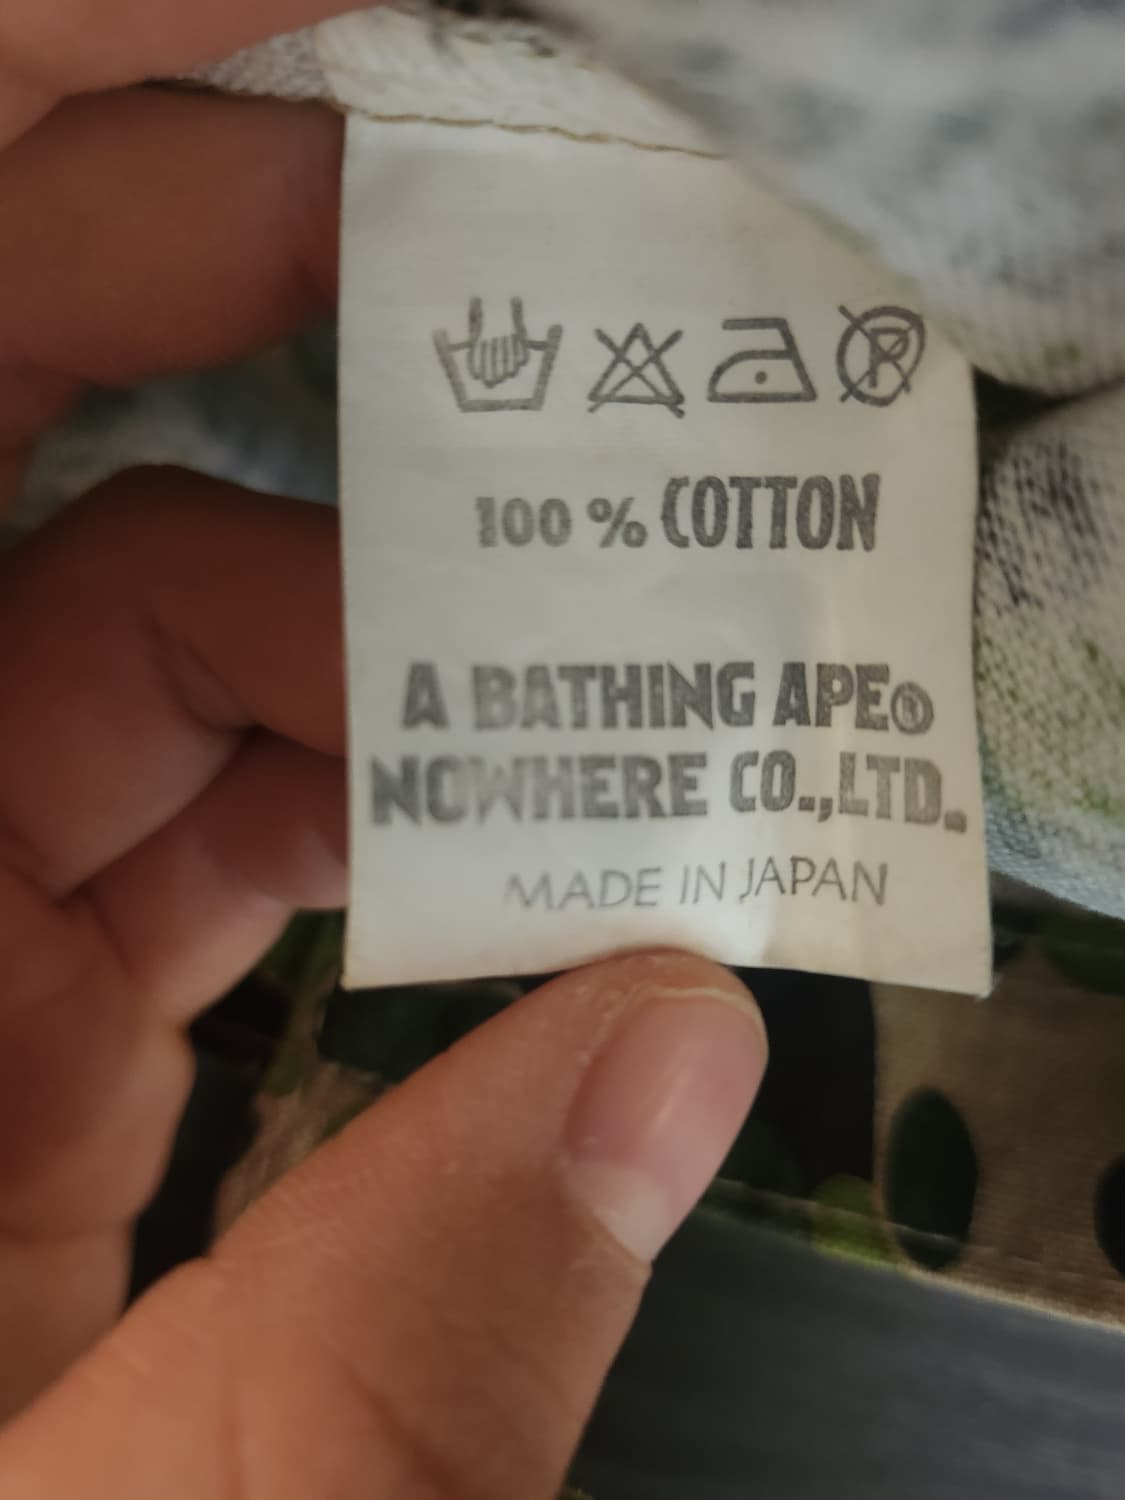 100 % COTTON
A BATHING APE®
NOWHERE CO.,LTD.
MADE IN JAPAN